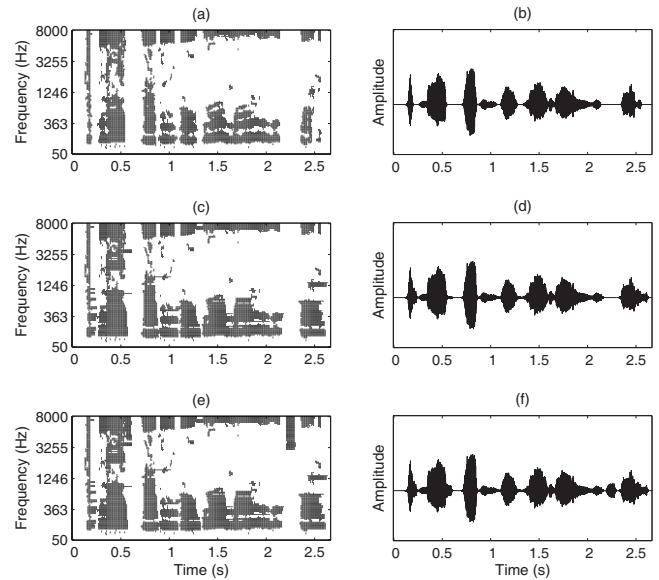 (a)
(b)
Frequency (Hz)
8000
3255
1246
363
50
0 0.5 1 1.5 2 2.5
Amplitude
0 0.5 1 1.5 2 2.5
(c)
(d)
Frequency (Hz)
8000
3255
1246
363
50
0 0.5 1 1.5 2 2.5
Amplitude
0 0.5 1 1.5 2 2.5
(e)
(f)
Frequency (Hz)
8000
3255
1246
363
50
0 0.5 1 1.5 2 2.5
Time (s)
Amplitude
0 0.5 1 1.5 2 2.5
Time (s)